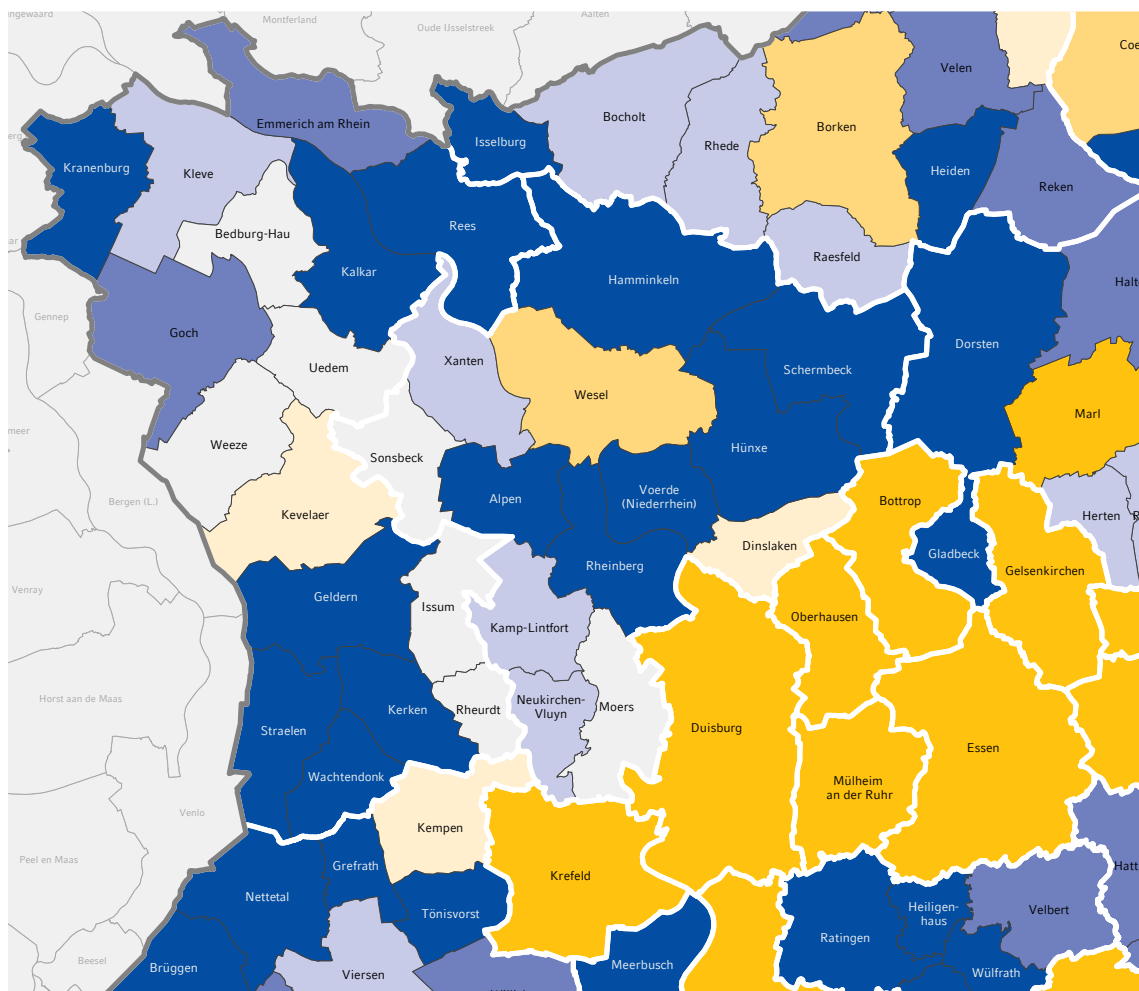 Montferland
Oude IJsselstreek
Aalten
Coe
Velen
Bocholt
Emmerich am Rhein
Borken
Isselburg
Rhede
Kranenburg
Kleve
Heiden
Reken
Bedburg-Hau
Rees
Raesfeld
Kalkar
Hamminkeln
Halte
Gennep
Goch
Dorsten
Xanten
Uedem
Schermbeck
Wesel
Marl
meer
Weeze
Hünxe
Sonsbeck
Voerde
(Niederrhein)
Bergen (L.)
Alpen
Bottrop
Kevelaer
Herten
R
Dinslaken
Gladbeck
Rheinberg
Gelsenkirchen
Venray
Geldern
Issum
Oberhausen
Kamp-Lintfort
Horst aan de Maas
Neukirchen-
Vluyn
Kerken
Rheurdt
Moers
Straelen
Duisburg
Essen
Wachtendonk
Mülheim
an der Ruhr
Venlo
Kempen
Peel en Maas
Grefrath
Hatt
Krefeld
Nettetal
Heiligen-
haus
Velbert
Tönisvorst
Ratingen
Beesel
Brüggen
Viersen
Meerbusch
Wülfrath